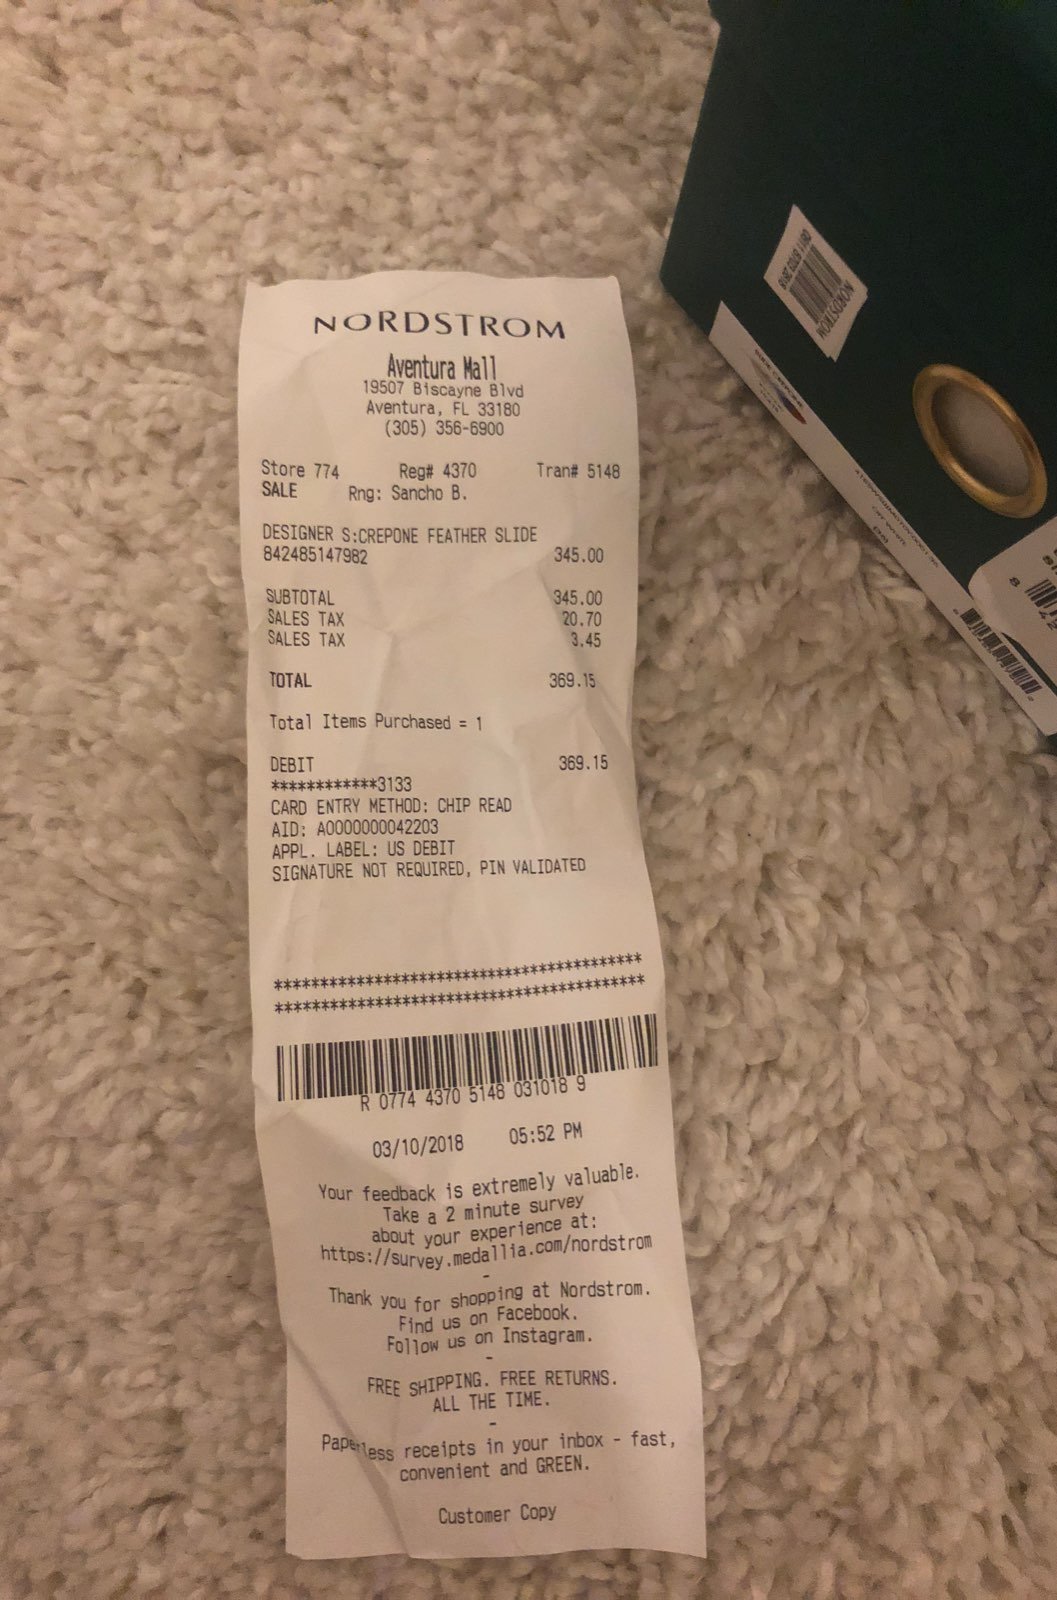 NORDSTROM
Aventura Mall
19507 Biscayne Blvd
Aventura, FL 33180
(305) 356-6900
Store 774 Reg# 4370 Tran# 5148
SALE Rng: Sancho B.
DESIGNER S:CREPONE FEATHER SLIDE
842485147982 345.00
SUBTOTAL 345.00
SALES TAX 20.70
SALES TAX 3.45
TOTAL 369.15
Total Items Purchased = 1
DEBIT 369.15
************3133
CARD ENTRY METHOD: CHIP READ
AID: A0000000042203
APPL. LABEL: US DEBIT
SIGNATURE NOT REQUIRED, PIN VALIDATED
******************************************
******************************************
R 0774 4370 5148 031018 9
03/10/2018 05:52 PM
Your feedback is extremely valuable.
Take a 2 minute survey
about your experience at:
https://survey.medallia.com/nordstrom
-
Thank you for shopping at Nordstrom.
Find us on Facebook.
Follow us on Instagram.
-
FREE SHIPPING. FREE RETURNS.
ALL THE TIME.
-
Paperless receipts in your inbox - fast,
convenient and GREEN.
Customer Copy
NORDSTROM